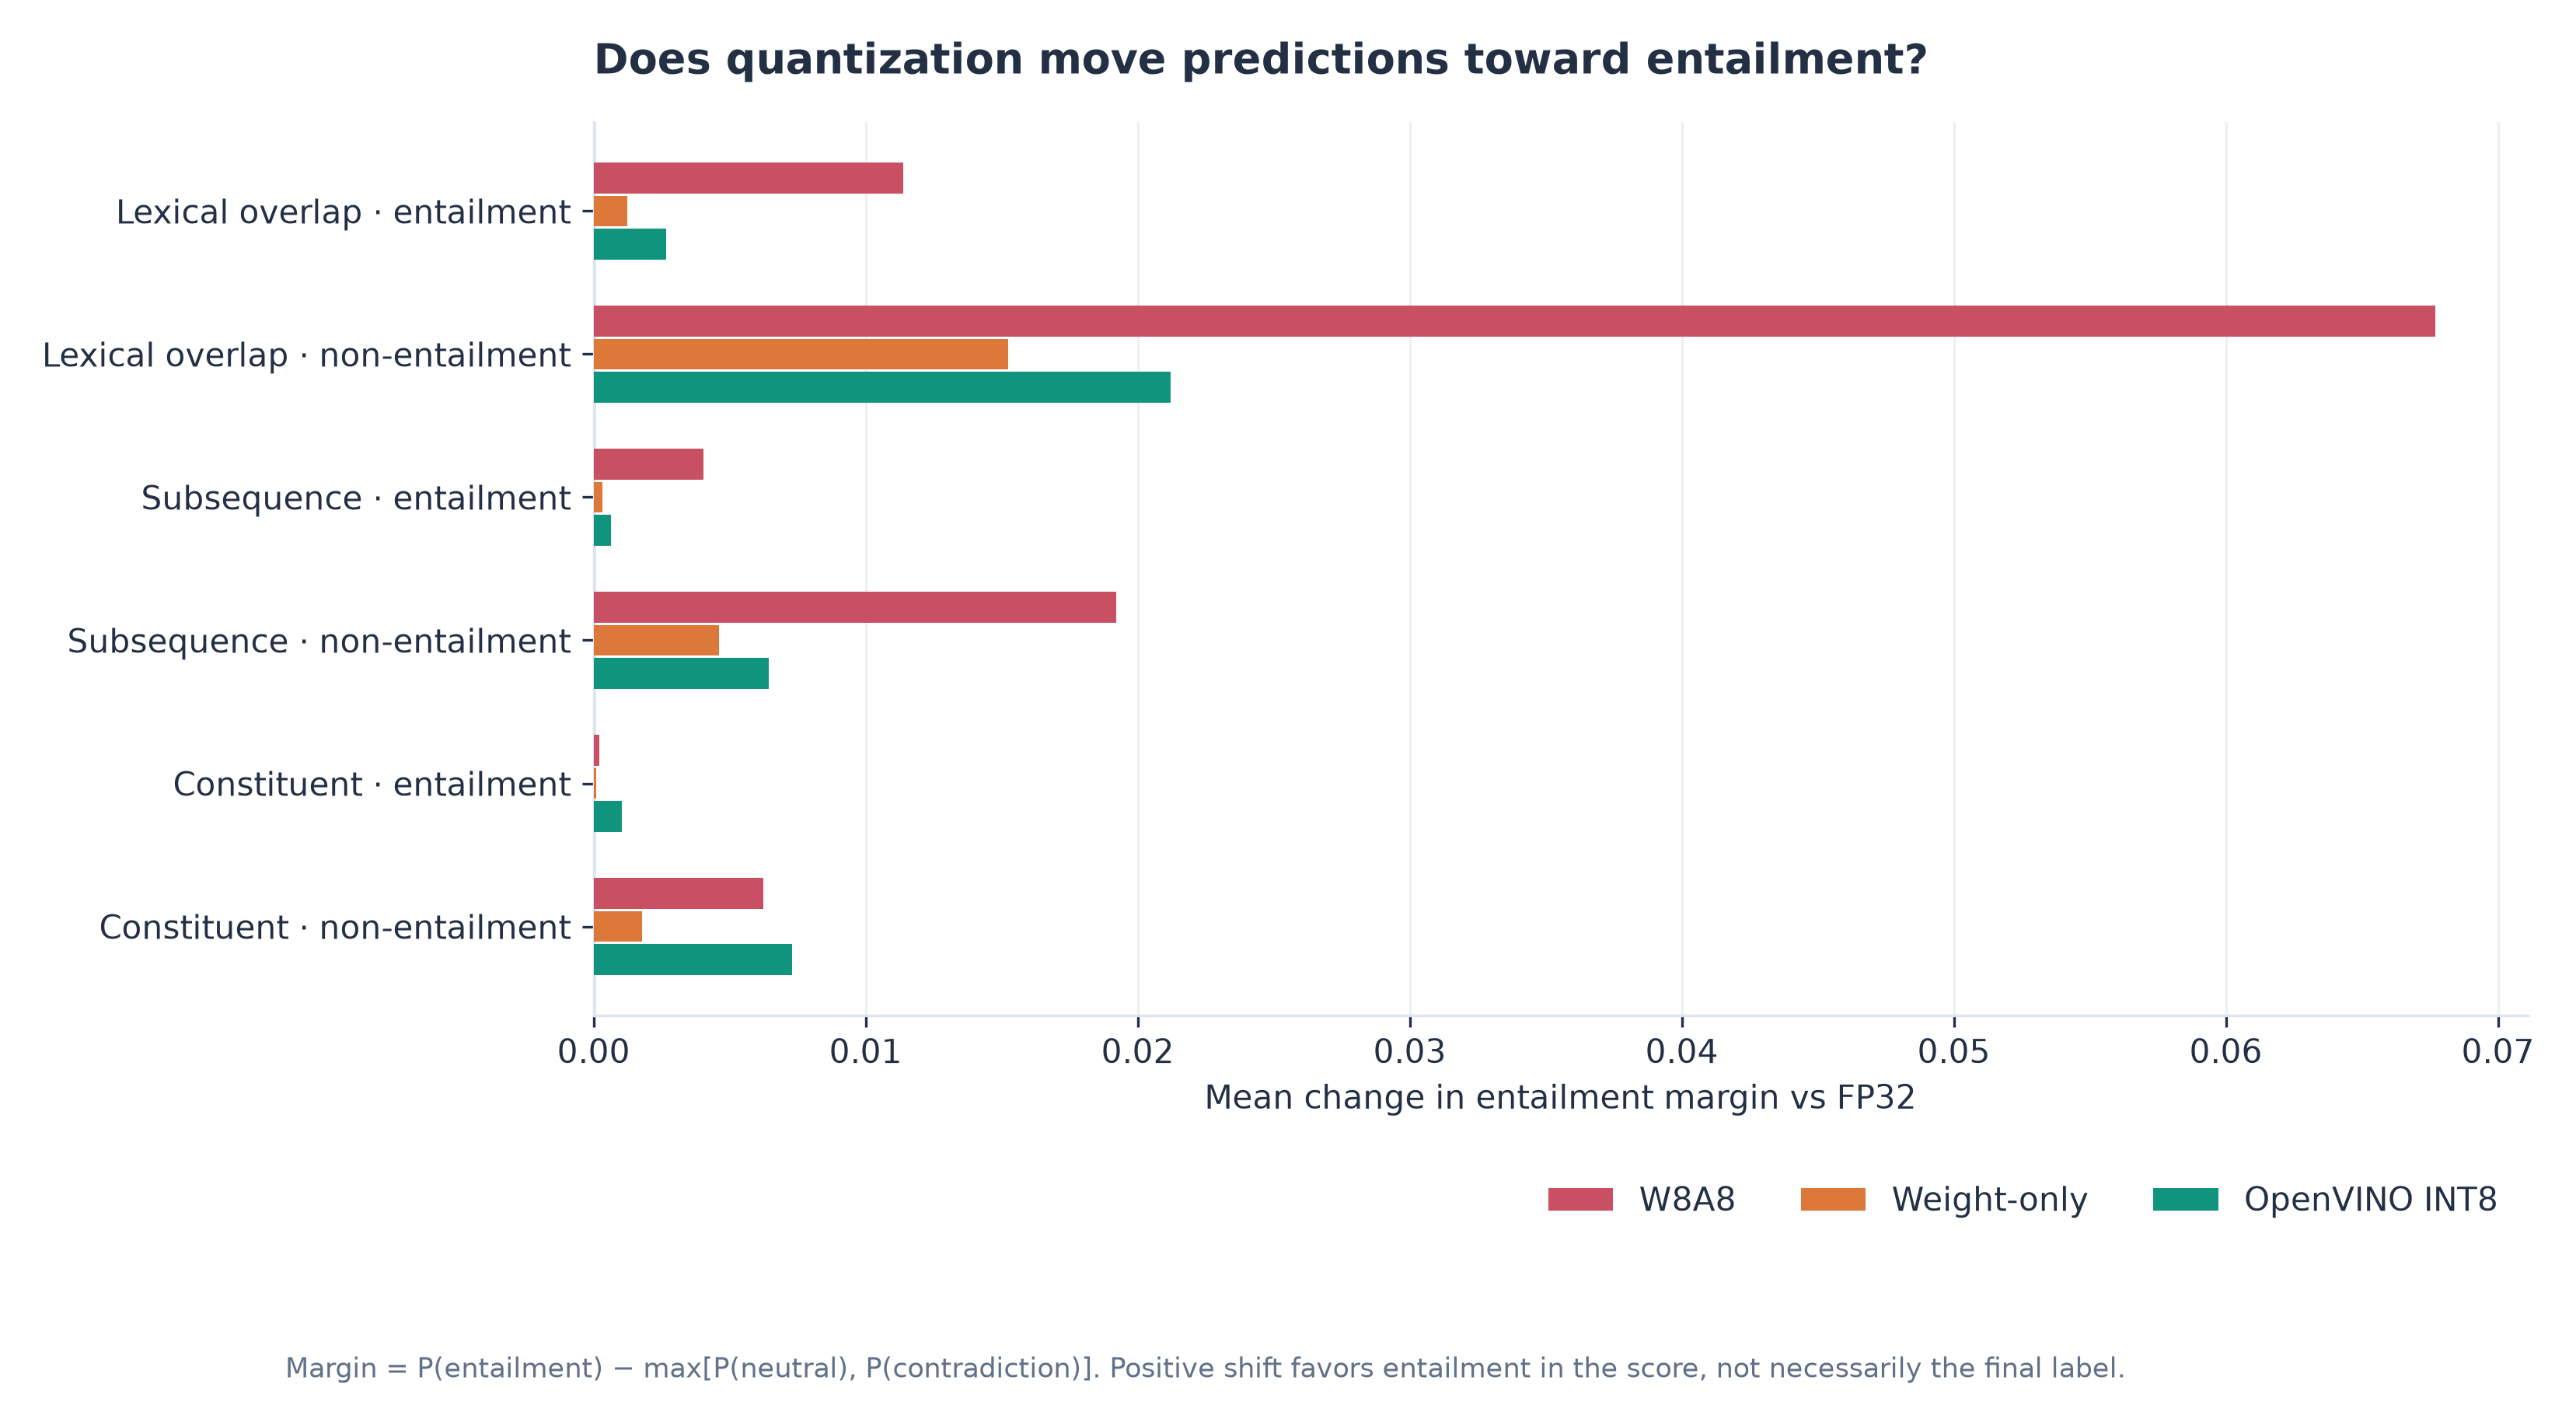 Does quantization move predictions toward entailment?
Lexical overlap · entailment
Lexical overlap · non-entailment
Subsequence · entailment
Subsequence · non-entailment
Constituent · entailment
Constituent · non-entailment
0.00 0.01 0.02 0.03 0.04 0.05 0.06 0.07
Mean change in entailment margin vs FP32
W8A8 Weight-only OpenVINO INT8
Margin = P(entailment) − max[P(neutral), P(contradiction)]. Positive shift favors entailment in the score, not necessarily the final label.